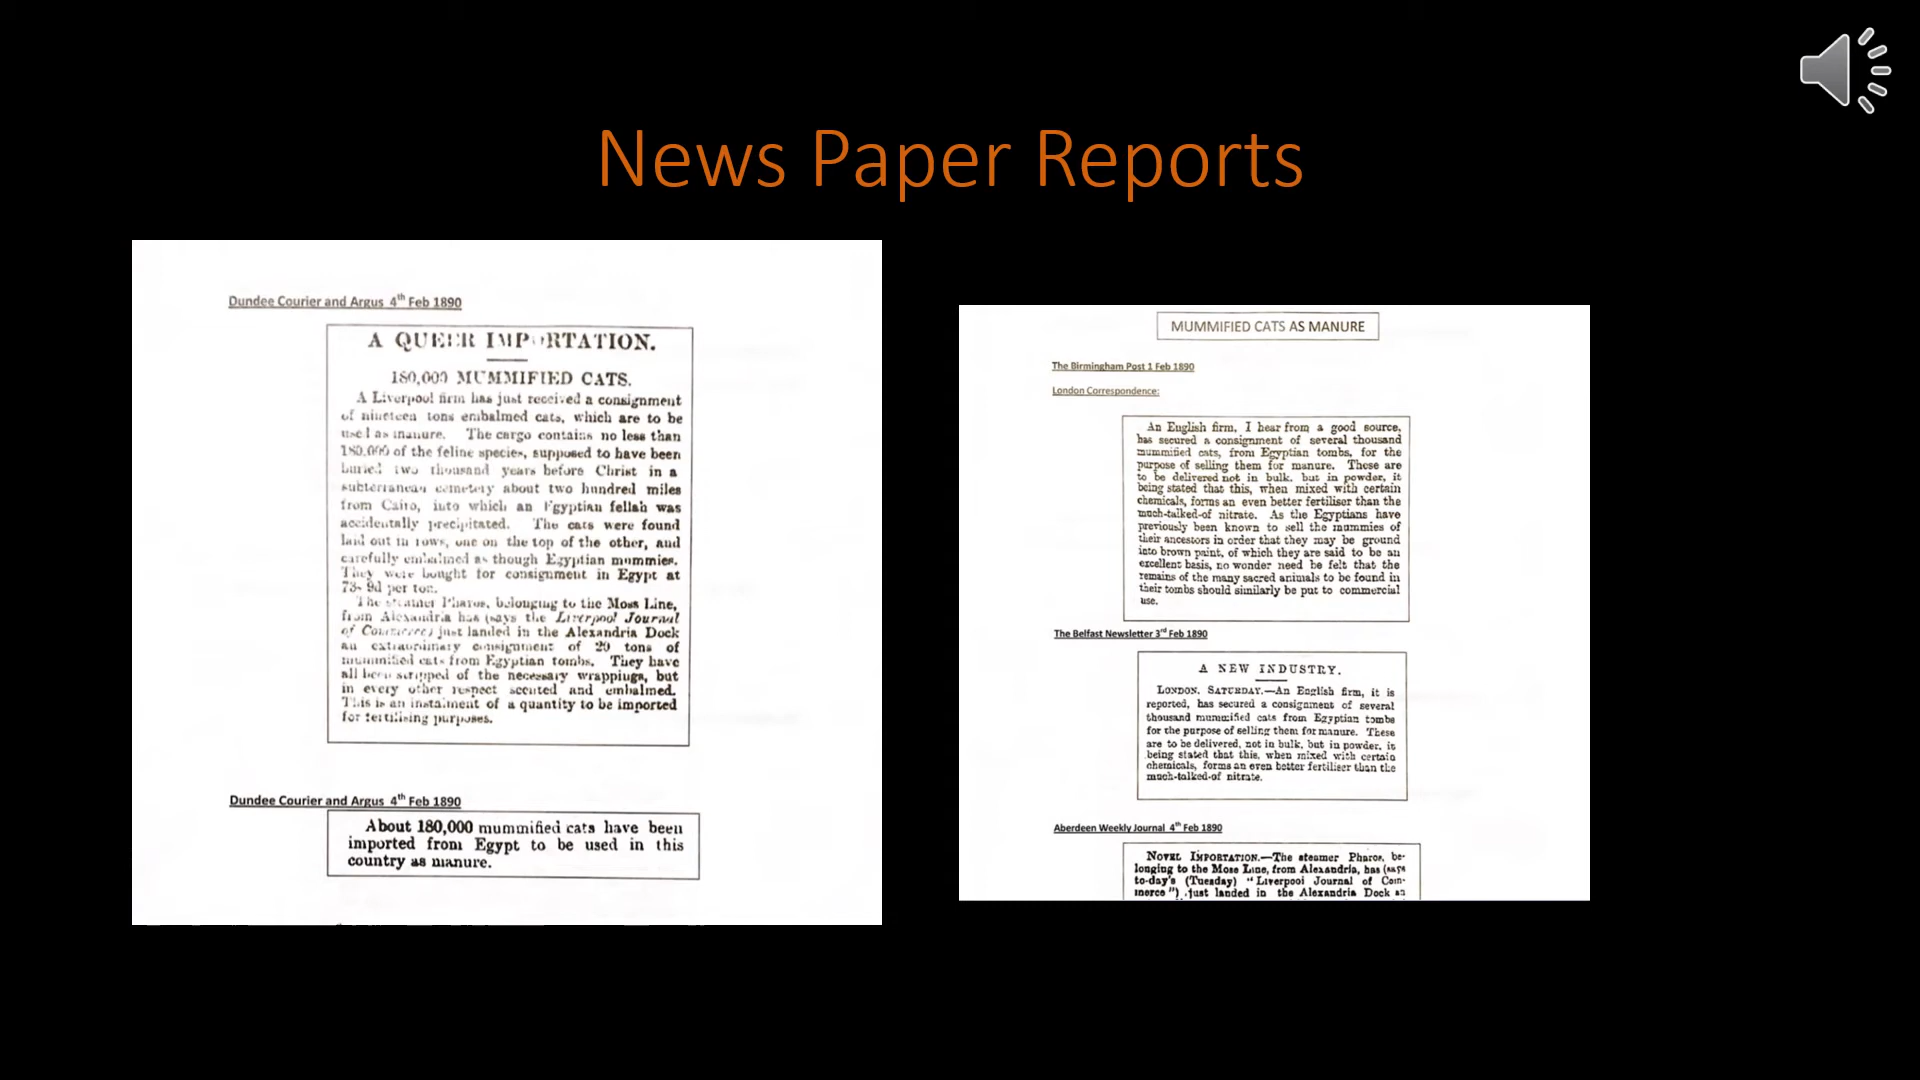 News Paper Reports
Dundee Courier and Argus 4th Feb 1890
A QUEER IMPORTATION.
180,000 MUMMIFIED CATS.
A Liverpool firm has just received a consignment
of nineteen tons embalmed cats, which are to be
used as manure. The cargo contains no less than
180,000 of the feline species, supposed to have been
buried two thousand years before Christ in a
subterranean cemetery about two hundred miles
from Cairo, into which an Egyptian fellah was
accidentally precipitated. The cats were found
laid out in rows, one on the top of the other, and
carefully embalmed as though Egyptian mummies.
They were bought for consignment in Egypt at
9d per ton.
The steamer Pharos, belonging to the Moss Line,
from Alexandria has (says the Liverpool Journal
of Commerce) just landed in the Alexandria Dock
an extraordinary consignment of 20 tons of
mummified cats from Egyptian tombs. They have
all been stripped of the necessary wrappings, but
in every other respect scented and embalmed.
This is an instalment of a quantity to be imported
for fertilising purposes.
Dundee Courier and Argus 4th Feb 1890
About 180,000 mummified cats have been
imported from Egypt to be used in this
country as manure.
MUMMIFIED CATS AS MANURE
The Birmingham Post 1 Feb 1890
London Correspondence:
An English firm, I hear from a good source,
has secured a consignment of several thousand
mummified cats, from Egyptian tombs, for the
purpose of selling them for manure. These are
to be delivered not in bulk, but in powder, it
being stated that this, when mixed with certain
chemicals, forms an even better fertiliser than the
much-talked-of nitrate. As the Egyptians have
previously been known to sell the mummies of
their ancestors in order that they may be ground
into brown paint, of which they are said to be an
excellent basis, no wonder need be felt that the
remains of the many sacred animals to be found in
their tombs should similarly be put to commercial
use.
The Belfast Newsletter 3rd Feb 1890
A NEW INDUSTRY.
LONDON, SATURDAY.—An English firm, it is
reported, has secured a consignment of several
thousand mummified cats from Egyptian tombs
for the purpose of selling them for manure. These
are to be delivered, not in bulk, but in powder, it
being stated that this, when mixed with certain
chemicals, forms an even better fertiliser than the
much-talked-of nitrate.
Aberdeen Weekly Journal 4th Feb 1890
NOVEL IMPORTATION.—The steamer Pharos, be-
longing to the Moss Line, from Alexandria, has (says
to-day's (Tuesday) "Liverpool Journal of Com-
merce") just landed in the Alexandria Dock an